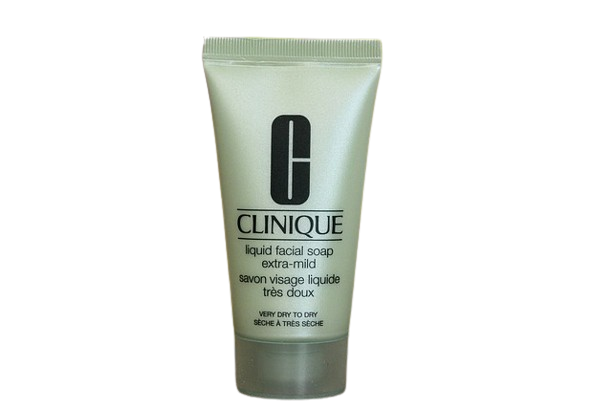 C
CLINIQUE
liquid facial soap
extra-mild
savon visage liquide
très doux
VERY DRY TO DRY
SÈCHE À TRÈS SÈCHE